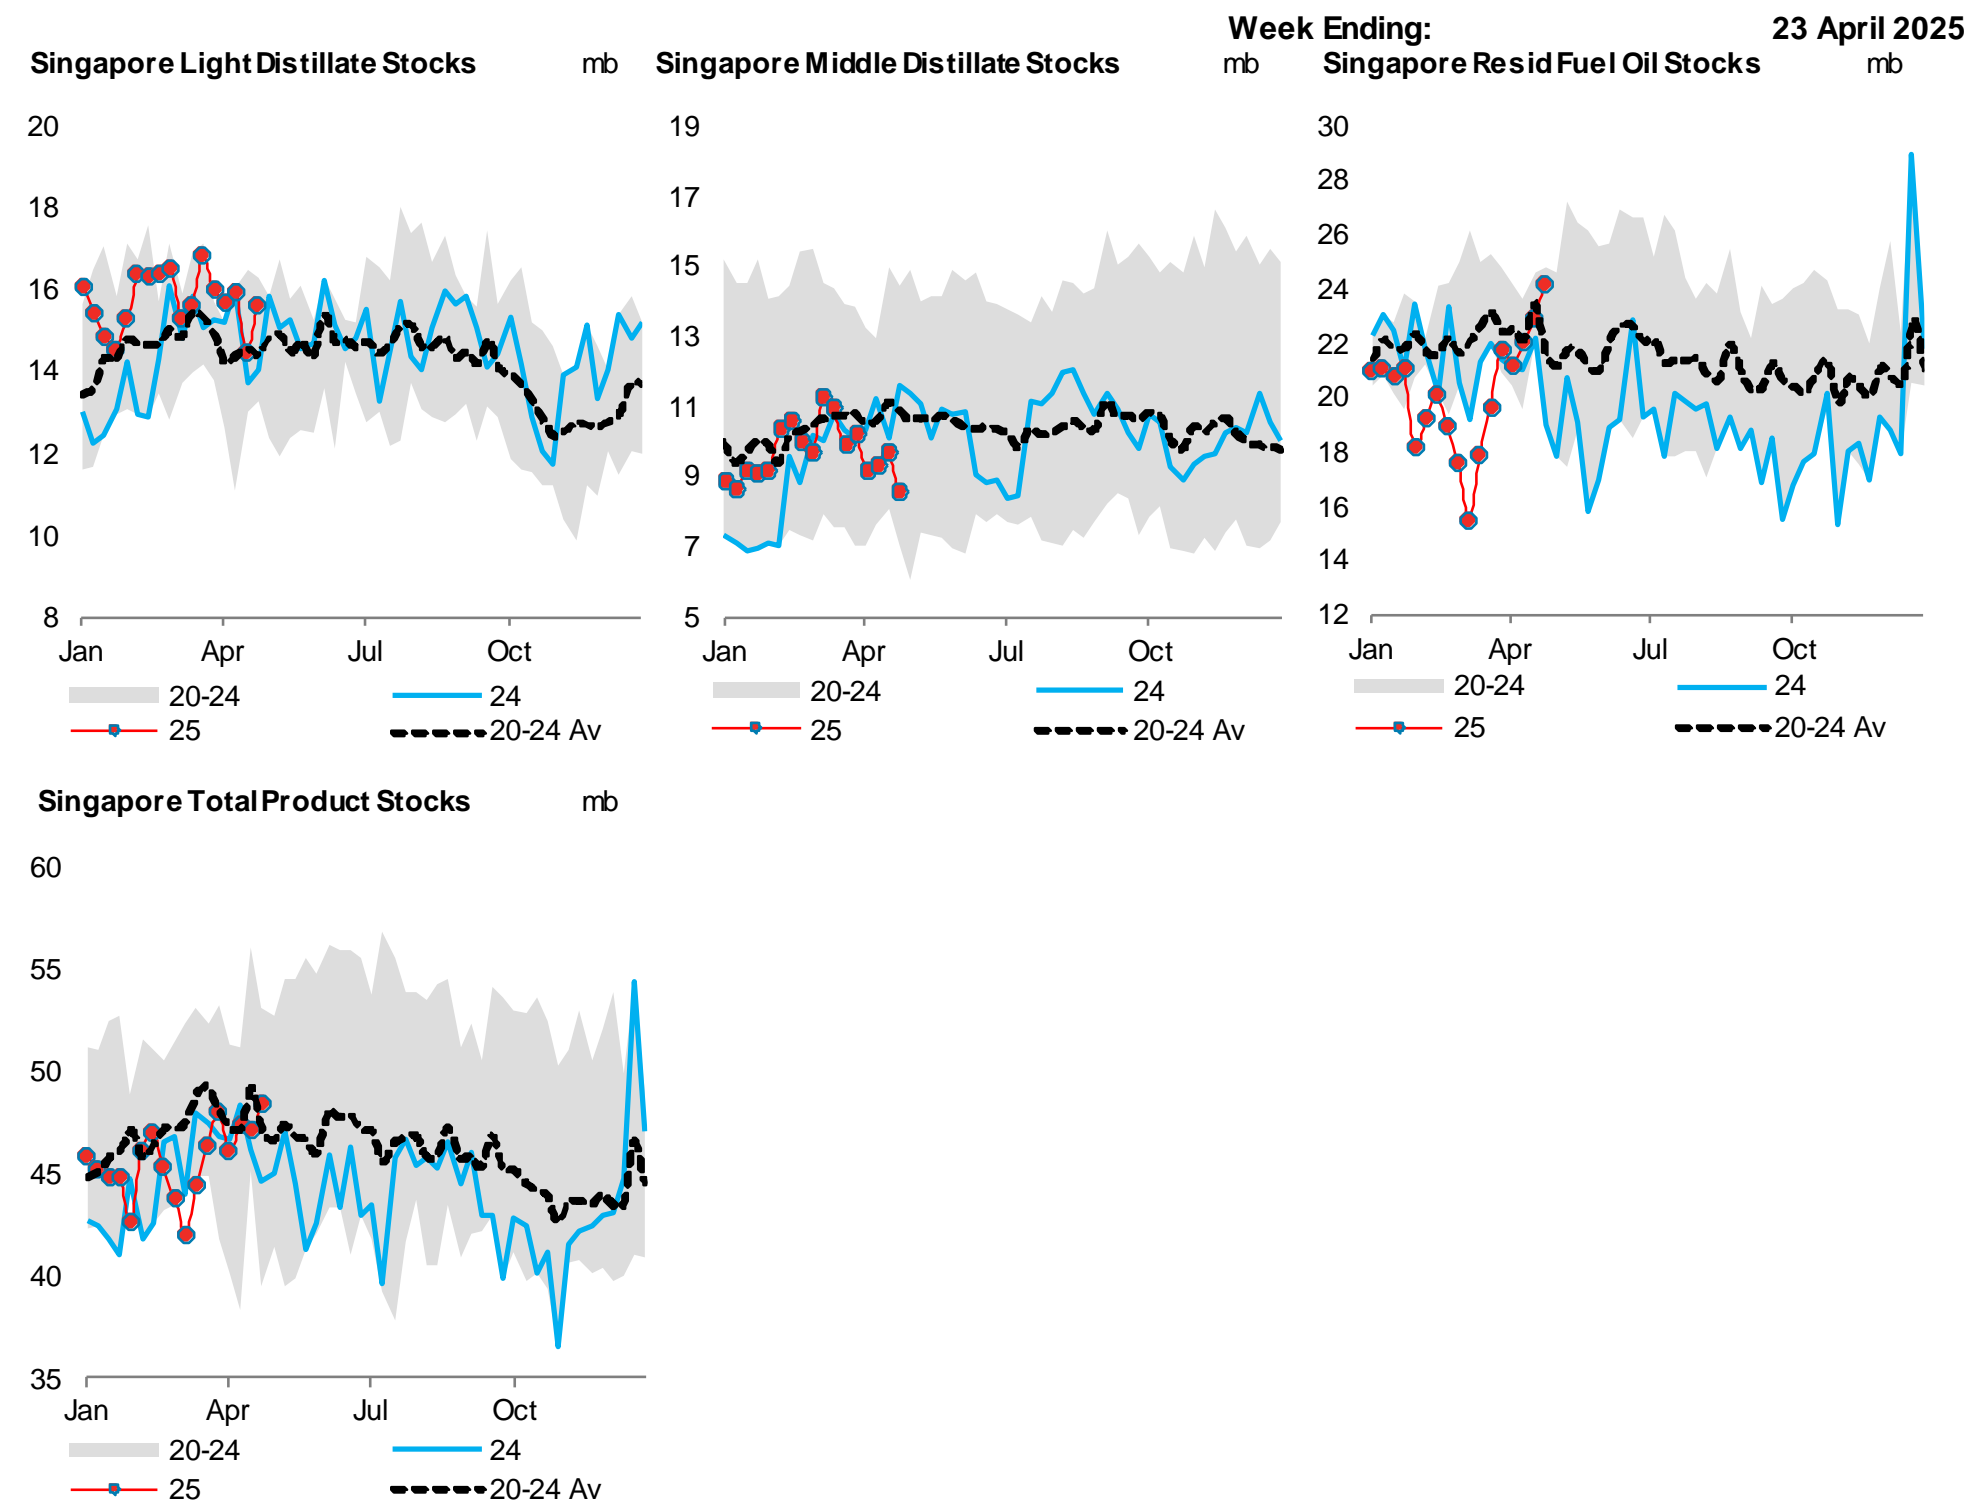 Week Ending: 23 April 2025
Singapore Light Distillate Stocks mb
Singapore Middle Distillate Stocks mb
Singapore Resid Fuel Oil Stocks mb
20
18
16
14
12
10
8
Jan Apr Jul Oct
20-24 24
25 20-24 Av
19
17
15
13
11
9
7
5
Jan Apr Jul Oct
20-24 24
25 20-24 Av
30
28
26
24
22
20
18
16
14
12
Jan Apr Jul Oct
20-24 24
25 20-24 Av
Singapore Total Product Stocks mb
60
55
50
45
40
35
Jan Apr Jul Oct
20-24 24
25 20-24 Av